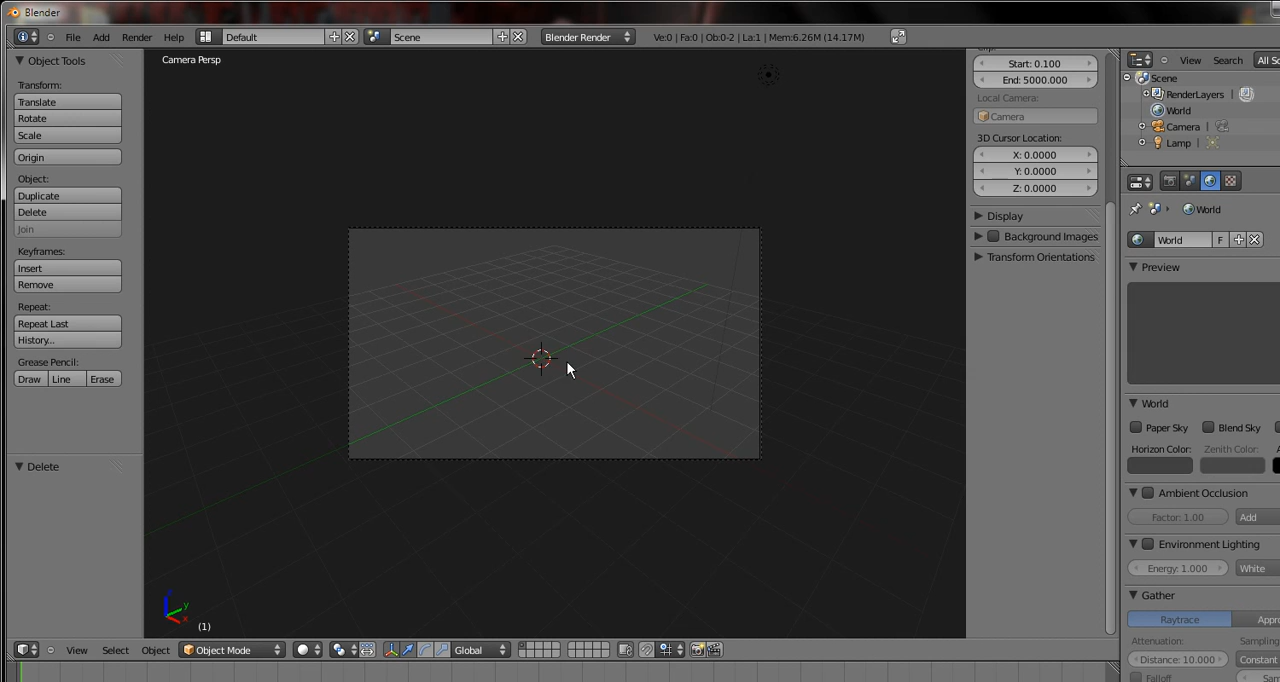 Blender
File Add Render Help Default Scene Blender Render Ve:0 | Fa:0 | Ob:0-2 | La:1 | Mem:6.26M (14.17M)
Object Tools
Transform:
Translate
Rotate
Scale
Origin
Object:
Duplicate
Delete
Join
Keyframes:
Insert
Remove
Repeat:
Repeat Last
History...
Grease Pencil:
Draw Line Erase
Delete
Camera Persp
y
x
(1)
View Select Object Object Mode Global
Start: 0.100
End: 5000.000
Local Camera:
Camera
3D Cursor Location:
X: 0.0000
Y: 0.0000
Z: 0.0000
Display
Background Images
Transform Orientations
View Search All Sc
Scene
RenderLayers |
World
Camera |
Lamp |
World
World F
Preview
World
Paper Sky Blend Sky
Horizon Color: Zenith Color: A
Ambient Occlusion
Factor: 1.00 Add
Environment Lighting
Energy: 1.000 White
Gather
Raytrace Appro
Attenuation: Sampling
Distance: 10.000 Constant
Falloff Sam